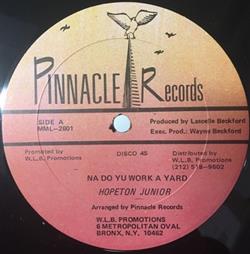 PINNACLE Records
SIDE A
MML-2801
Produced by Lascelle Beckford
Exec. Prod.: Wayne Beckford
Promoted by
W.L.B. Promotions
DISCO 45
Distributed by
W.L.B. Promotions
(212) 518-9602
NA DO YU WORK A YARD
HOPETON JUNIOR
Arranged by Pinnacle Records
W.L.B. PROMOTIONS
6 METROPOLITAN OVAL
BRONX, N.Y. 10462